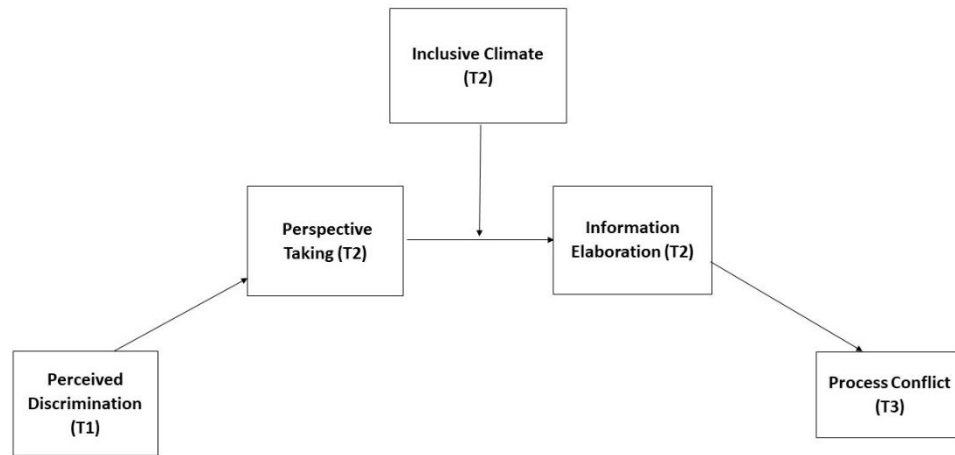 Inclusive Climate
(T2)
Perspective
Taking (T2)
Information
Elaboration (T2)
Perceived
Discrimination
(T1)
Process Conflict
(T3)